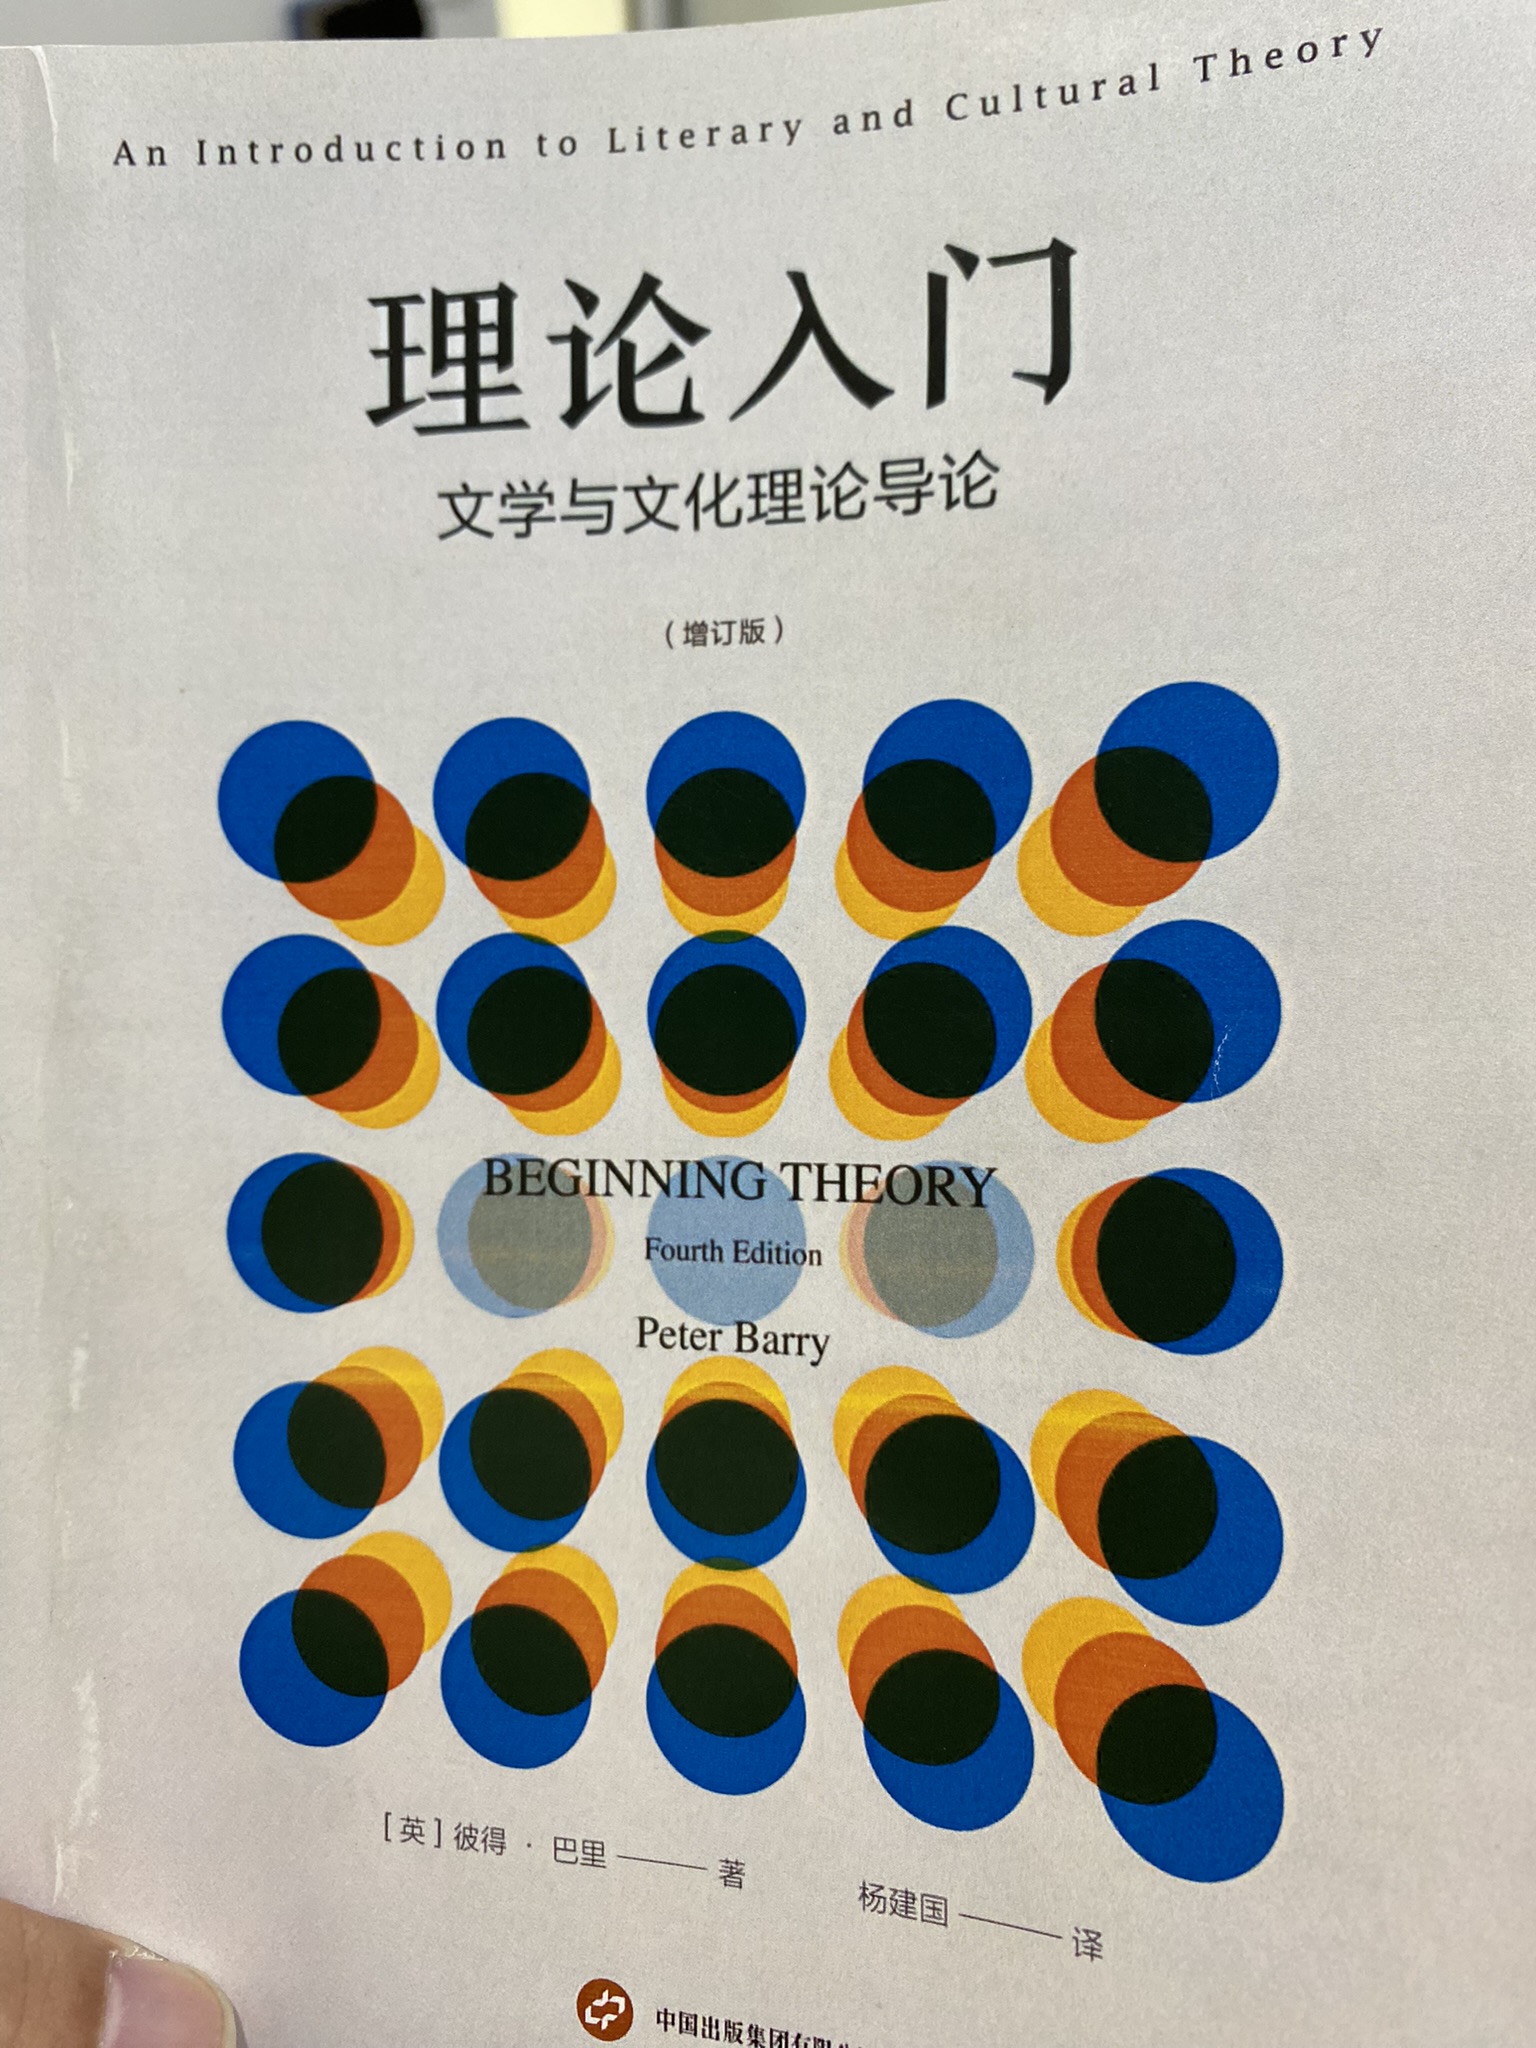 An Introduction to Literary and Cultural Theory
理论入门
文学与文化理论导论
（增订版）
BEGINNING THEORY
Fourth Edition
Peter Barry
[英] 彼得·巴里——著 杨建国——译
中国出版集团有限